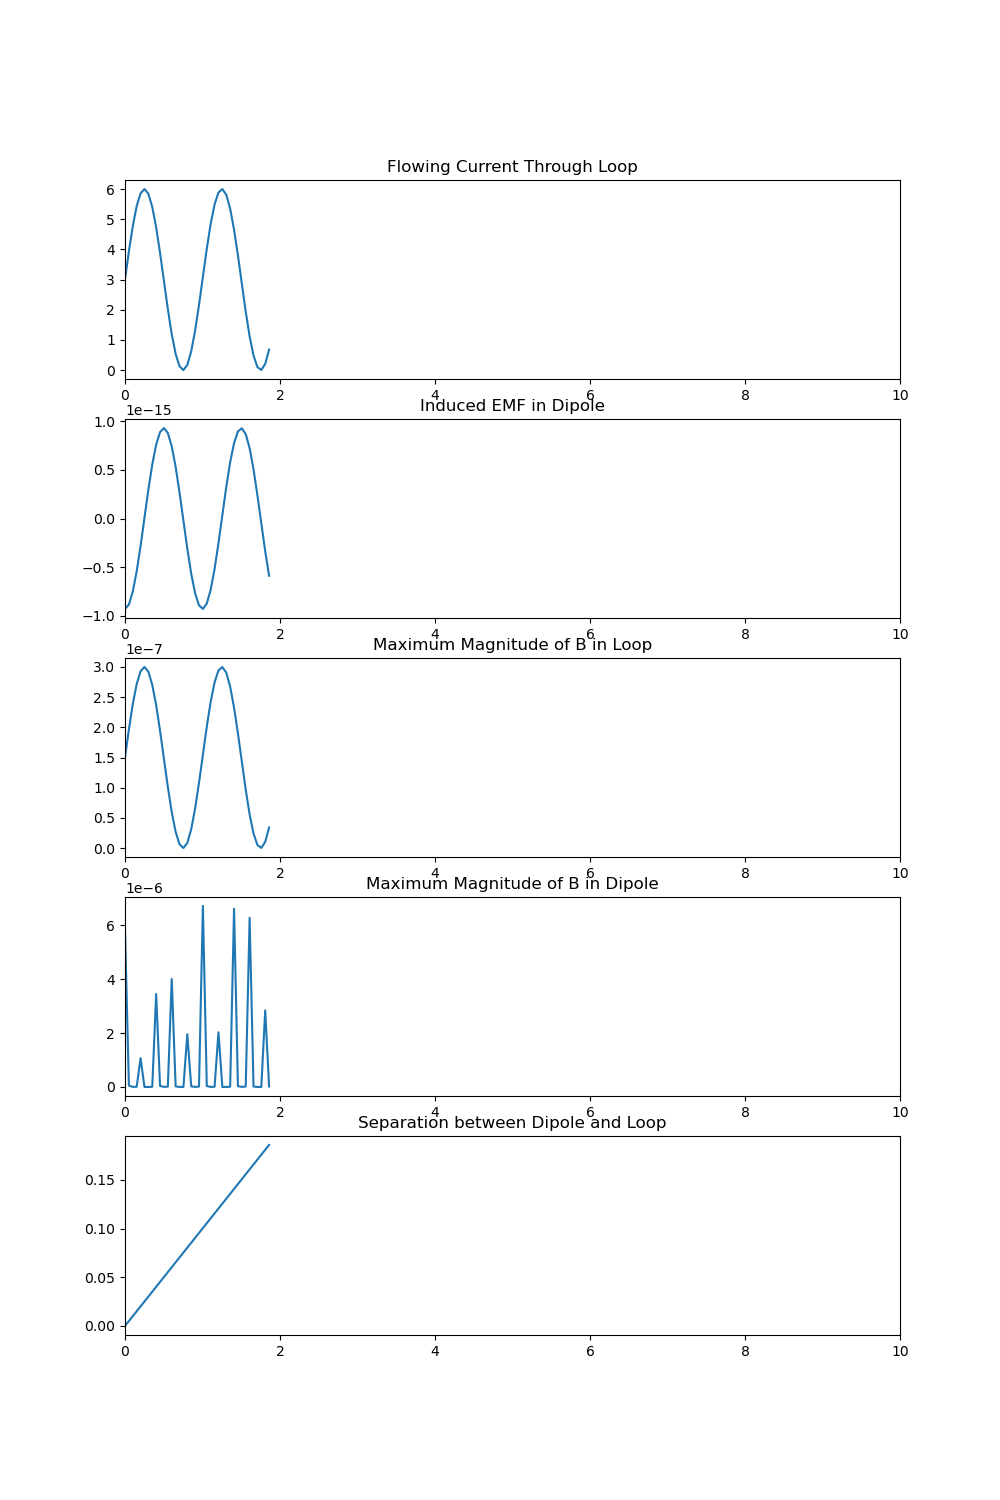 Flowing Current Through Loop
6
5
4
3
2
1
0
0 2 4 6 8 10
1e−15
Induced EMF in Dipole
1.0
0.5
0.0
−0.5
−1.0
0 2 4 6 8 10
1e−7
Maximum Magnitude of B in Loop
3.0
2.5
2.0
1.5
1.0
0.5
0.0
0 2 4 6 8 10
1e−6
Maximum Magnitude of B in Dipole
6
4
2
0
0 2 4 6 8 10
Separation between Dipole and Loop
0.15
0.10
0.05
0.00
0 2 4 6 8 10